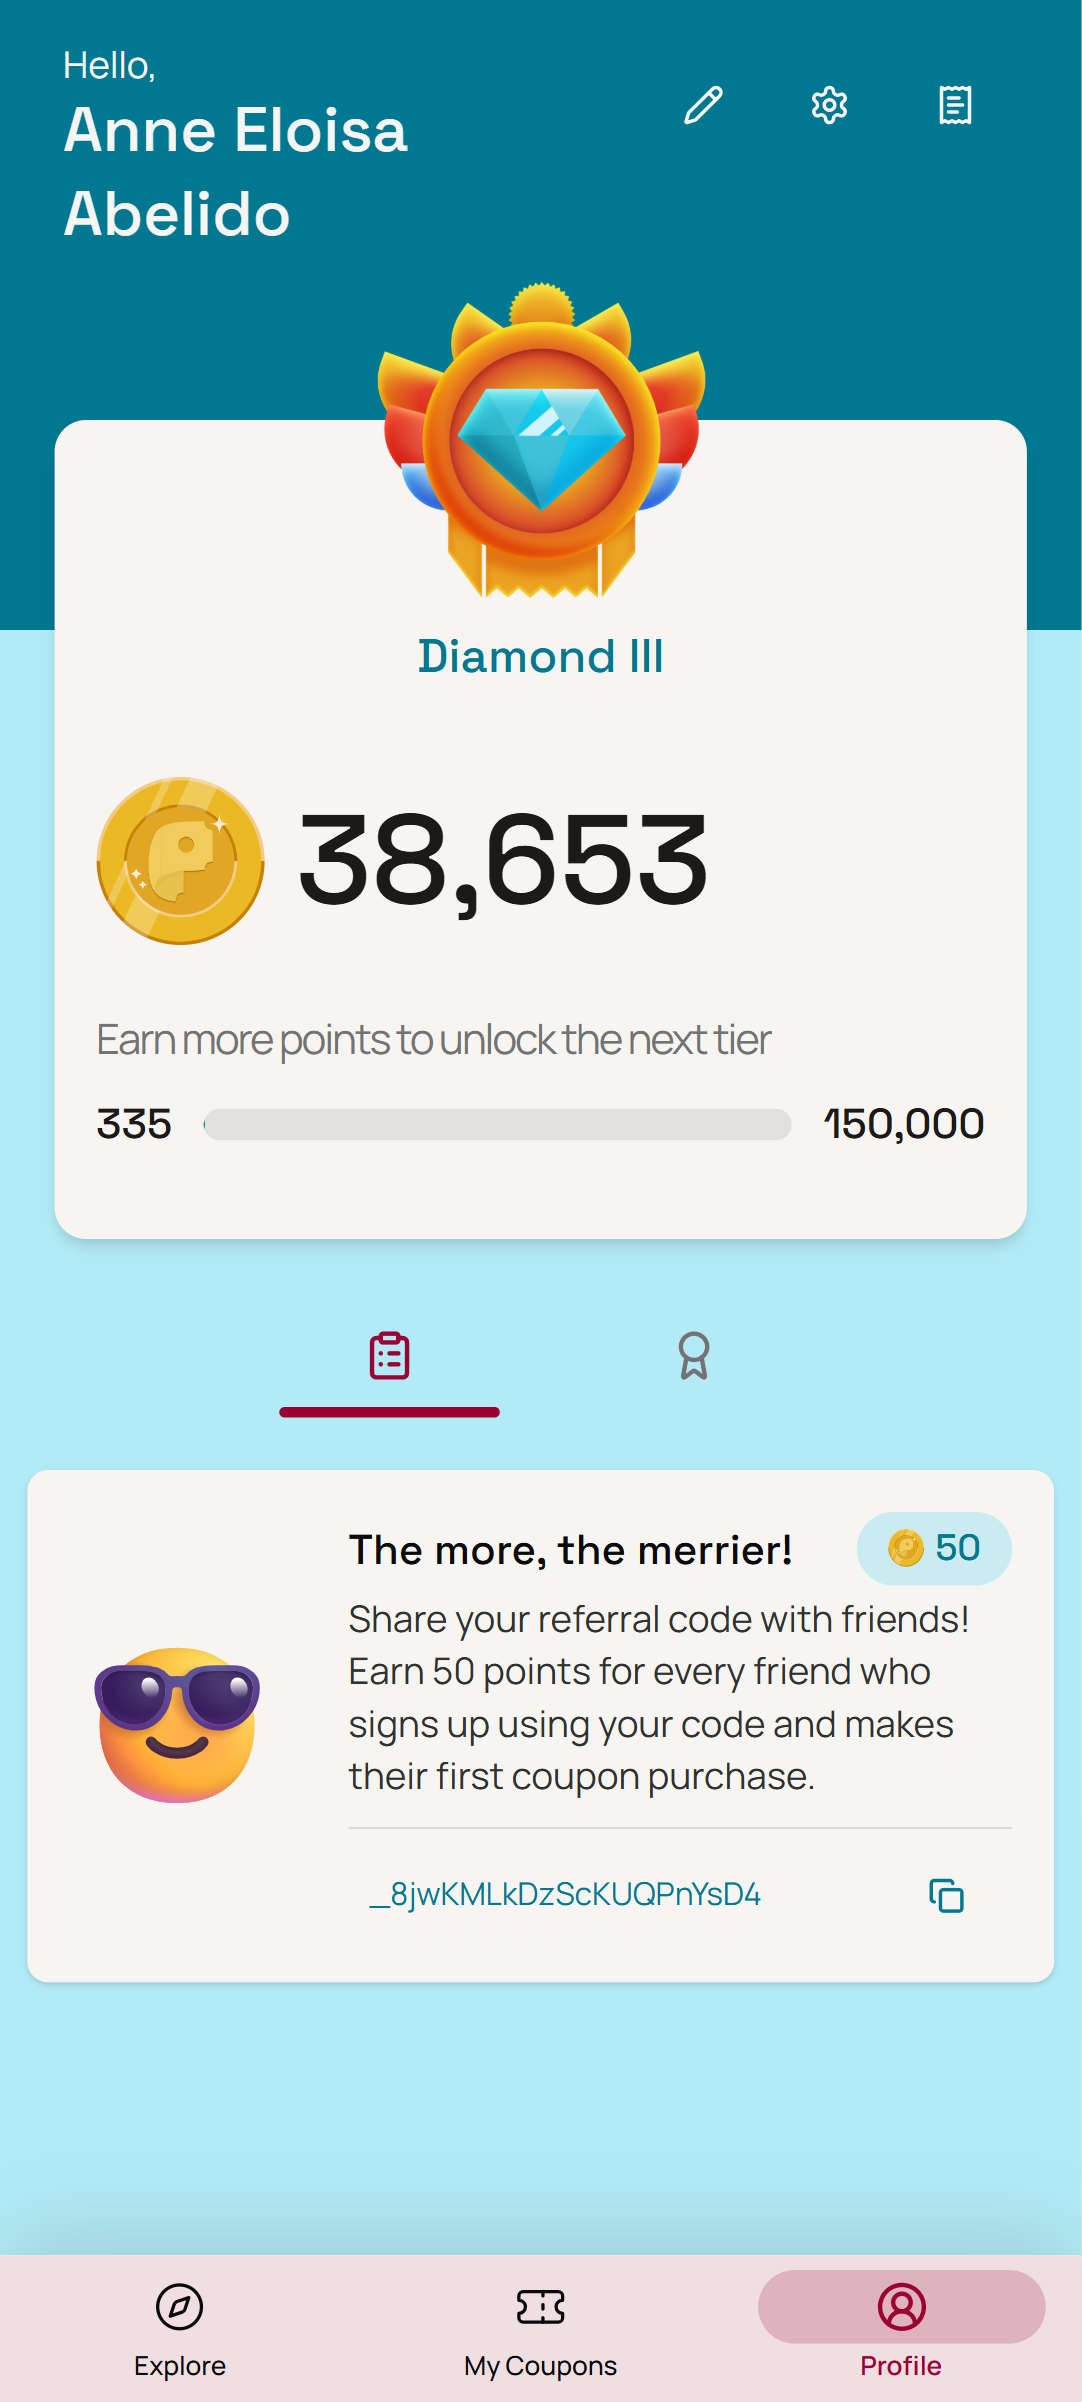 Hello,
Anne Eloisa
Abelido
Diamond III
38,653
Earn more points to unlock the next tier
335
150,000
The more, the merrier!
50
Share your referral code with friends!
Earn 50 points for every friend who
signs up using your code and makes
their first coupon purchase.
_8jwKMLkDzScKUQPnYsD4
Explore
My Coupons
Profile